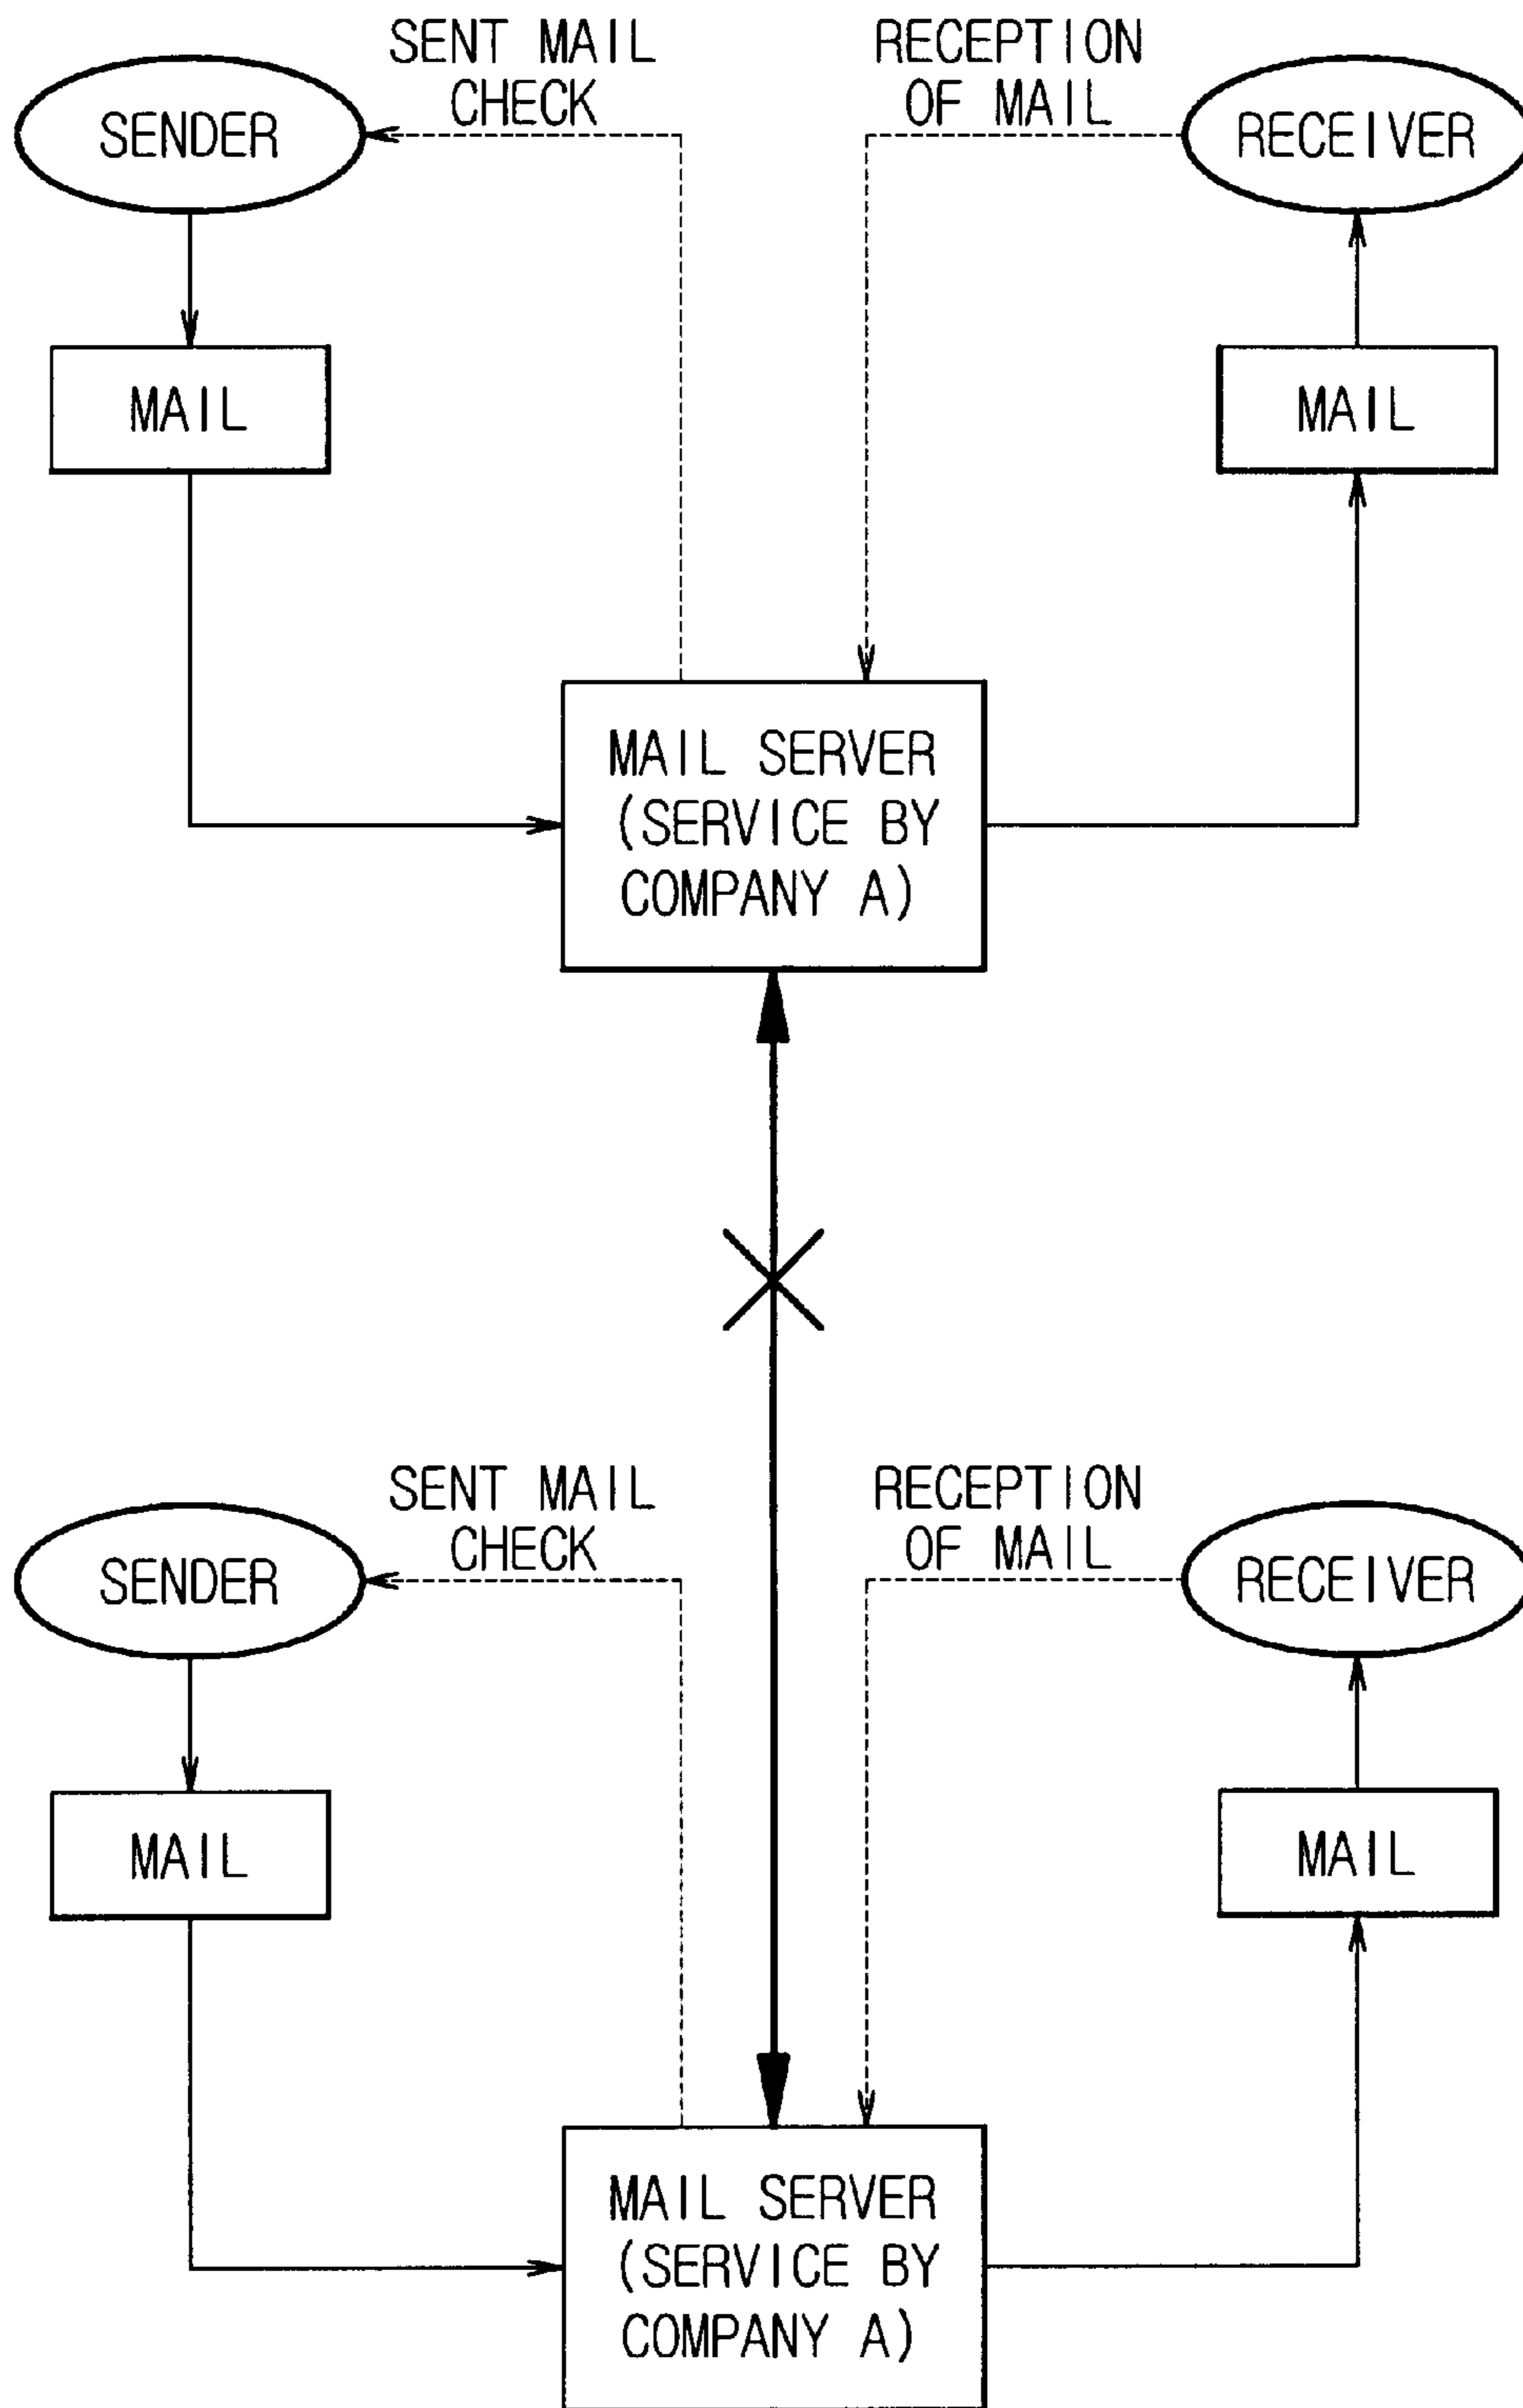 SENT MAIL
CHECK
RECEPTION
OF MAIL
SENDER
RECEIVER
MAIL
MAIL
MAIL SERVER
(SERVICE BY
COMPANY A)
SENT MAIL
CHECK
RECEPTION
OF MAIL
SENDER
RECEIVER
MAIL
MAIL
MAIL SERVER
(SERVICE BY
COMPANY A)